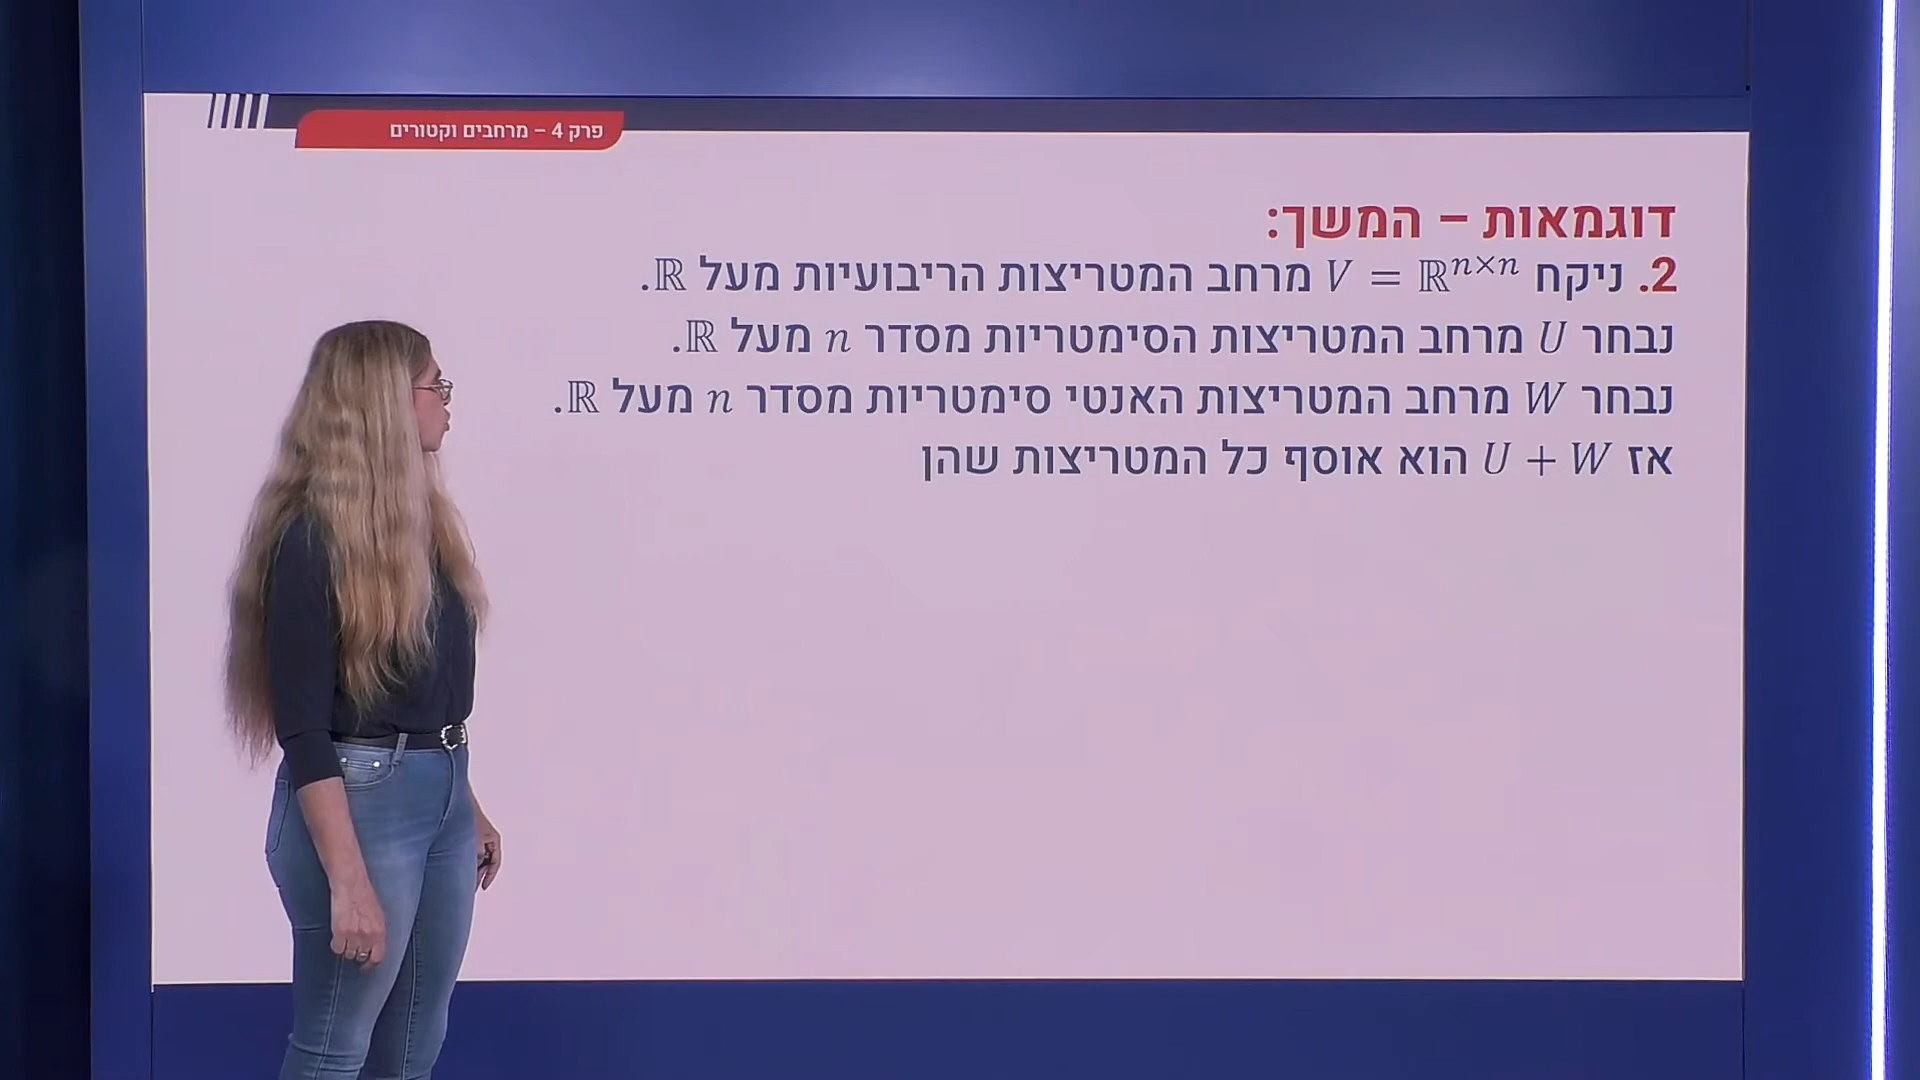 פרק 4 – מרחבים וקטורים
דוגמאות – המשך:
2. ניקח V = ℝⁿˣⁿ מרחב המטריצות הריבועיות מעל ℝ.
נבחר U מרחב המטריצות הסימטריות מסדר n מעל ℝ.
נבחר W מרחב המטריצות האנטי סימטריות מסדר n מעל ℝ.
אז U + W הוא אוסף כל המטריצות שהן